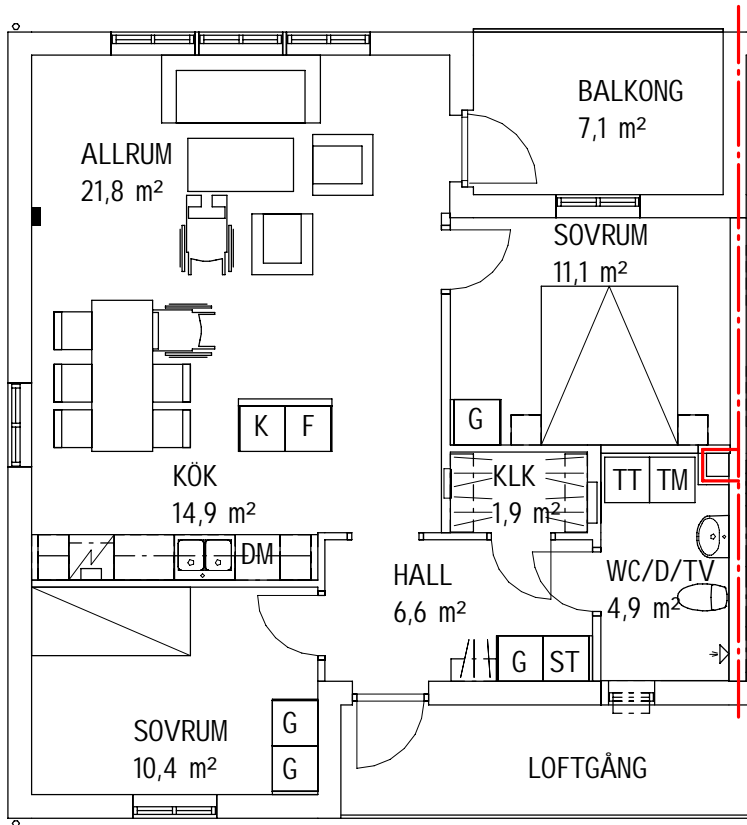 BALKONG
7,1 m²
ALLRUM
21,8 m²
SOVRUM
11,1 m²
G
K F
KÖK
14,9 m²
KLK
1,9 m²
TT TM
DM
HALL
6,6 m²
WC/D/TV
4,9 m²
G ST
SOVRUM
10,4 m²
G
G
LOFTGÅNG